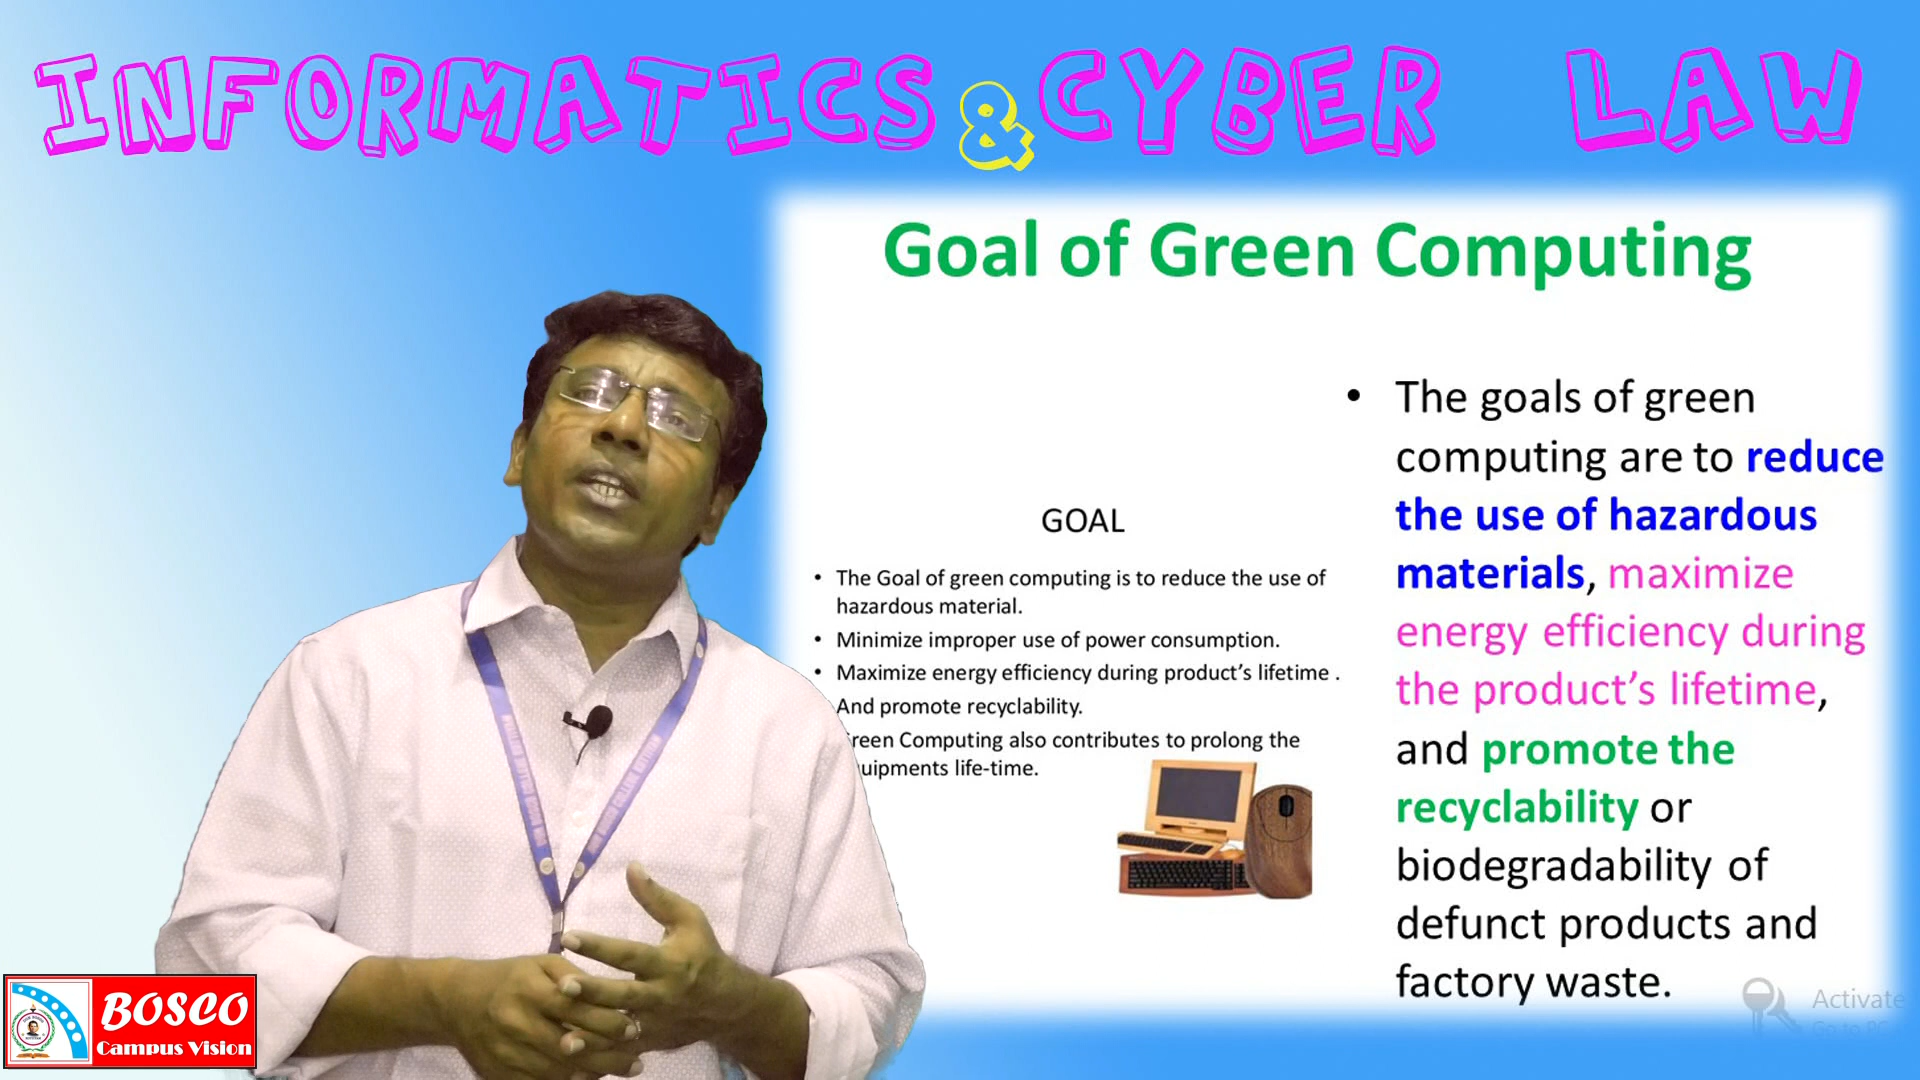 INFORMATICS & CYBER LAW
Goal of Green Computing
GOAL
• The Goal of green computing is to reduce the use of
hazardous material.
• Minimize improper use of power consumption.
• Maximize energy efficiency during product's lifetime .
And promote recyclability.
reen Computing also contributes to prolong the
uipments life-time.
• The goals of green
computing are to reduce
the use of hazardous
materials, maximize
energy efficiency during
the product's lifetime,
and promote the
recyclability or
biodegradability of
defunct products and
factory waste.
Activate
Go to PC
BOSCO
Campus Vision